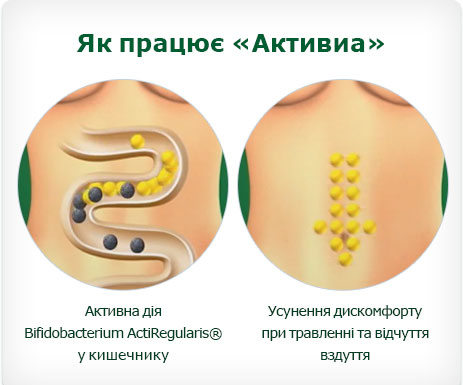 Як працює «Активиа»
Активна дія
Bifidobacterium ActiRegularis®
у кишечнику
Усунення дискомфорту
при травленні та відчуття
вздуття